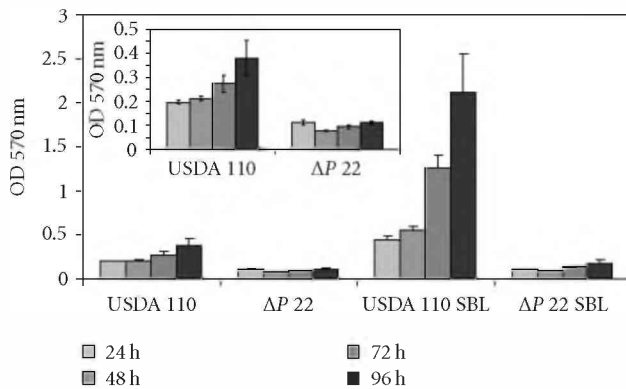 3
2.5
2
1.5
1
0.5
0
OD 570 nm
0.5
0.4
0.3
0.2
0.1
0
OD 570 nm
USDA 110
ΔP 22
USDA 110
ΔP 22
USDA 110 SBL
ΔP 22 SBL
24 h
72 h
48 h
96 h